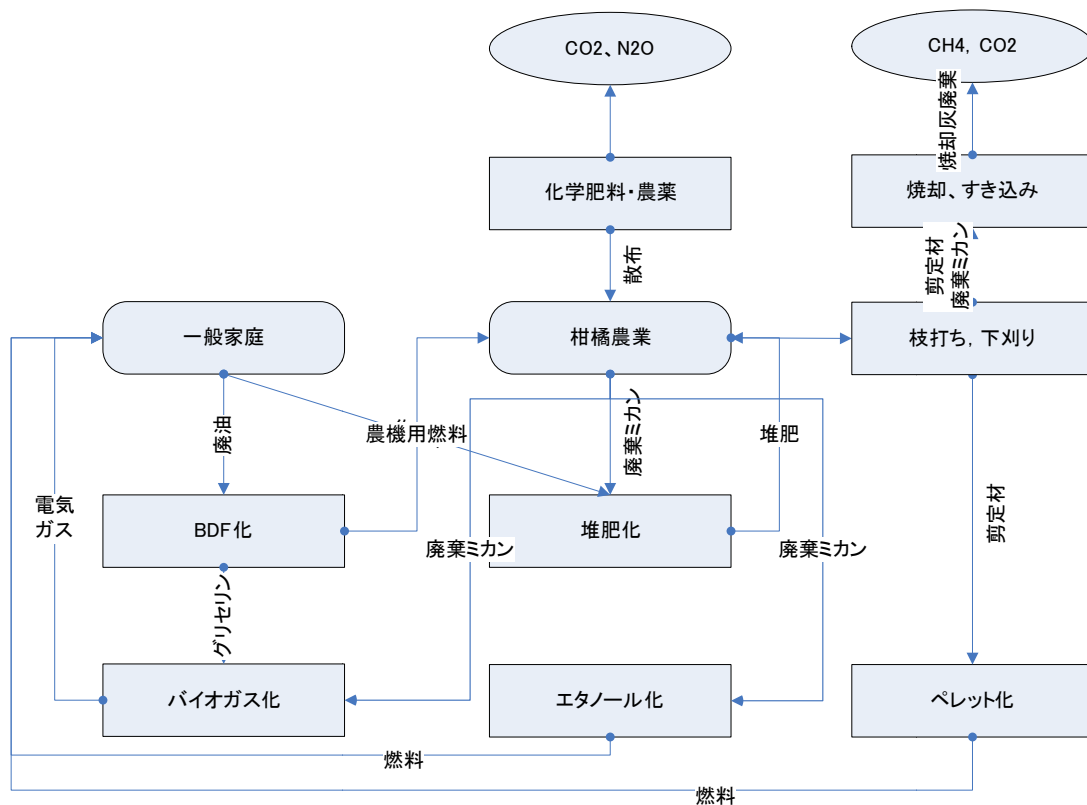 CO2、N2O
CH4, CO2
焼却灰廃棄
化学肥料・農薬
焼却、すき込み
散布
剪定材
廃棄ミカン
一般家庭
柑橘農業
枝打ち, 下刈り
廃油
農機用燃料
廃棄ミカン
堆肥
電気
ガス
BDF化
堆肥化
剪定材
廃棄ミカン
廃棄ミカン
グリセリン
バイオガス化
エタノール化
ペレット化
燃料
燃料